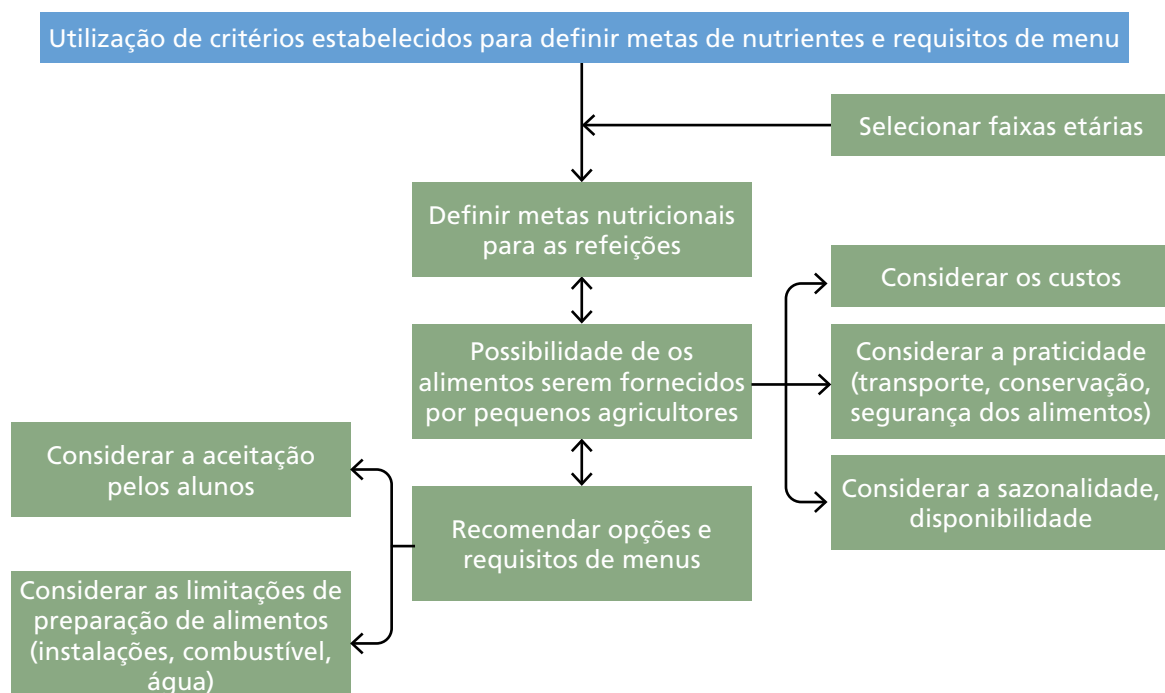 Utilização de critérios estabelecidos para definir metas de nutrientes e requisitos de menu
Selecionar faixas etárias
Definir metas nutricionais
para as refeições
Considerar os custos
Possibilidade de os
alimentos serem fornecidos
por pequenos agricultores
Considerar a praticidade
(transporte, conservação,
segurança dos alimentos)
Considerar a sazonalidade,
disponibilidade
Considerar a aceitação
pelos alunos
Recomendar opções e
requisitos de menus
Considerar as limitações de
preparação de alimentos
(instalações, combustível,
água)